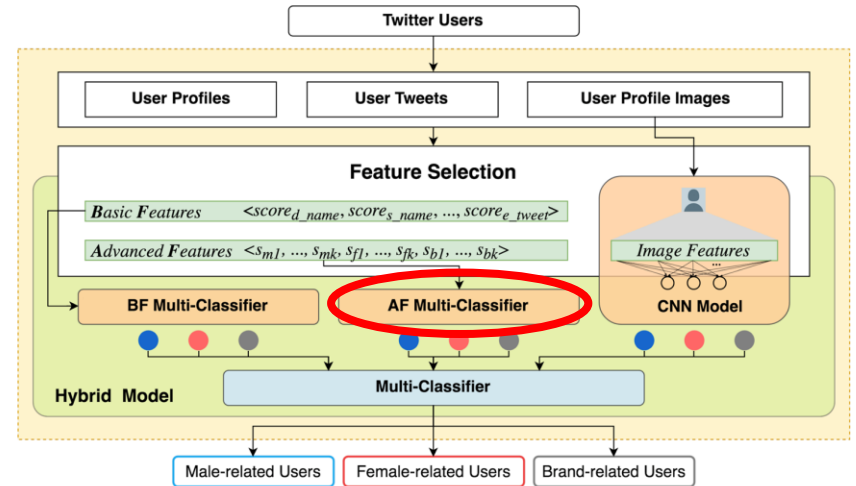 Twitter Users
User Profiles
User Tweets
User Profile Images
Feature Selection
Basic Features <score_d_name, score_s_name, ..., score_e_tweet>
Advanced Features <s_m1, ..., s_mk, s_f1, ..., s_fk, s_b1, ..., s_bk>
Image Features
...
BF Multi-Classifier
AF Multi-Classifier
CNN Model
Multi-Classifier
Hybrid Model
Male-related Users
Female-related Users
Brand-related Users